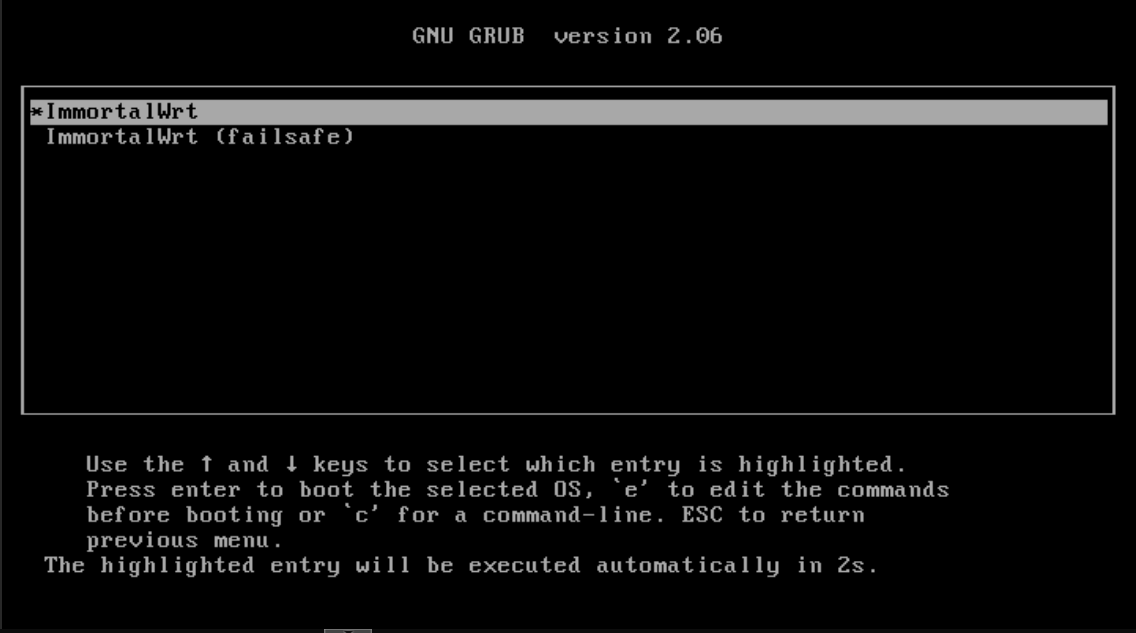 GNU GRUB  version 2.06
*ImmortalWrt
ImmortalWrt (failsafe)
Use the ↑ and ↓ keys to select which entry is highlighted.
Press enter to boot the selected OS, `e' to edit the commands
before booting or `c' for a command-line. ESC to return
previous menu.
The highlighted entry will be executed automatically in 2s.